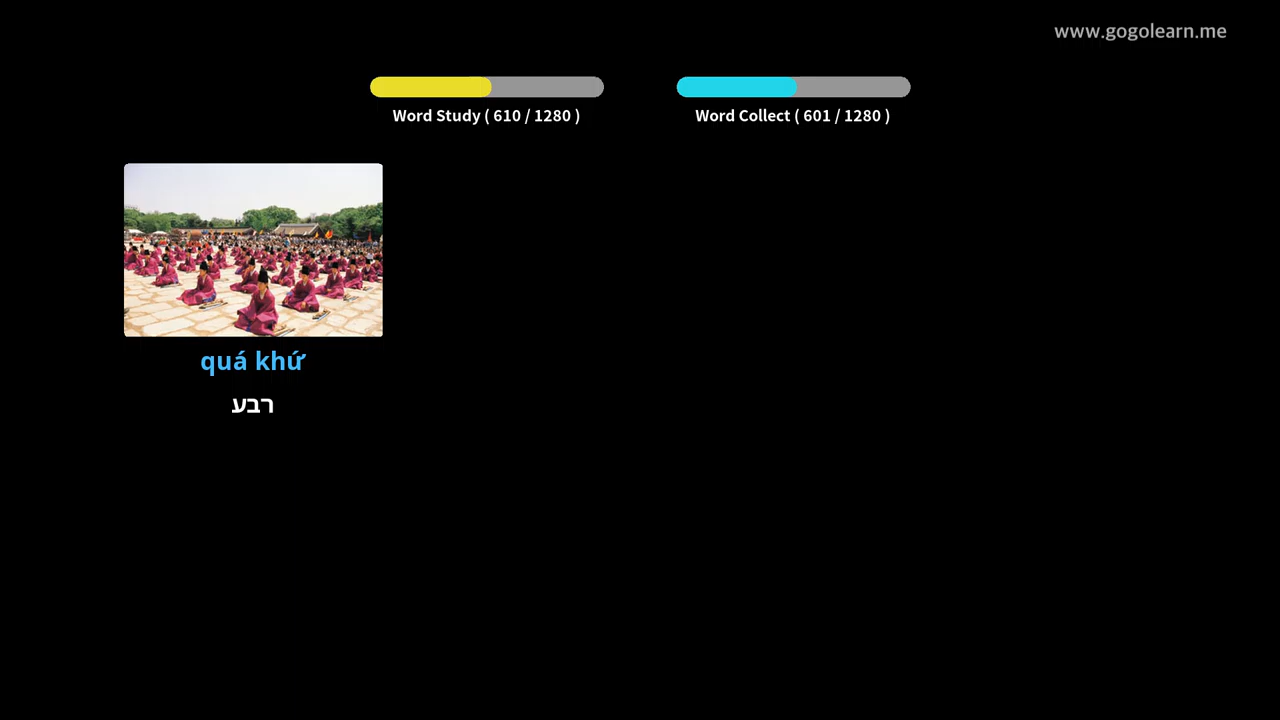 www.gogolearn.me
Word Study ( 610 / 1280 )
Word Collect ( 601 / 1280 )
quá khứ
רבע